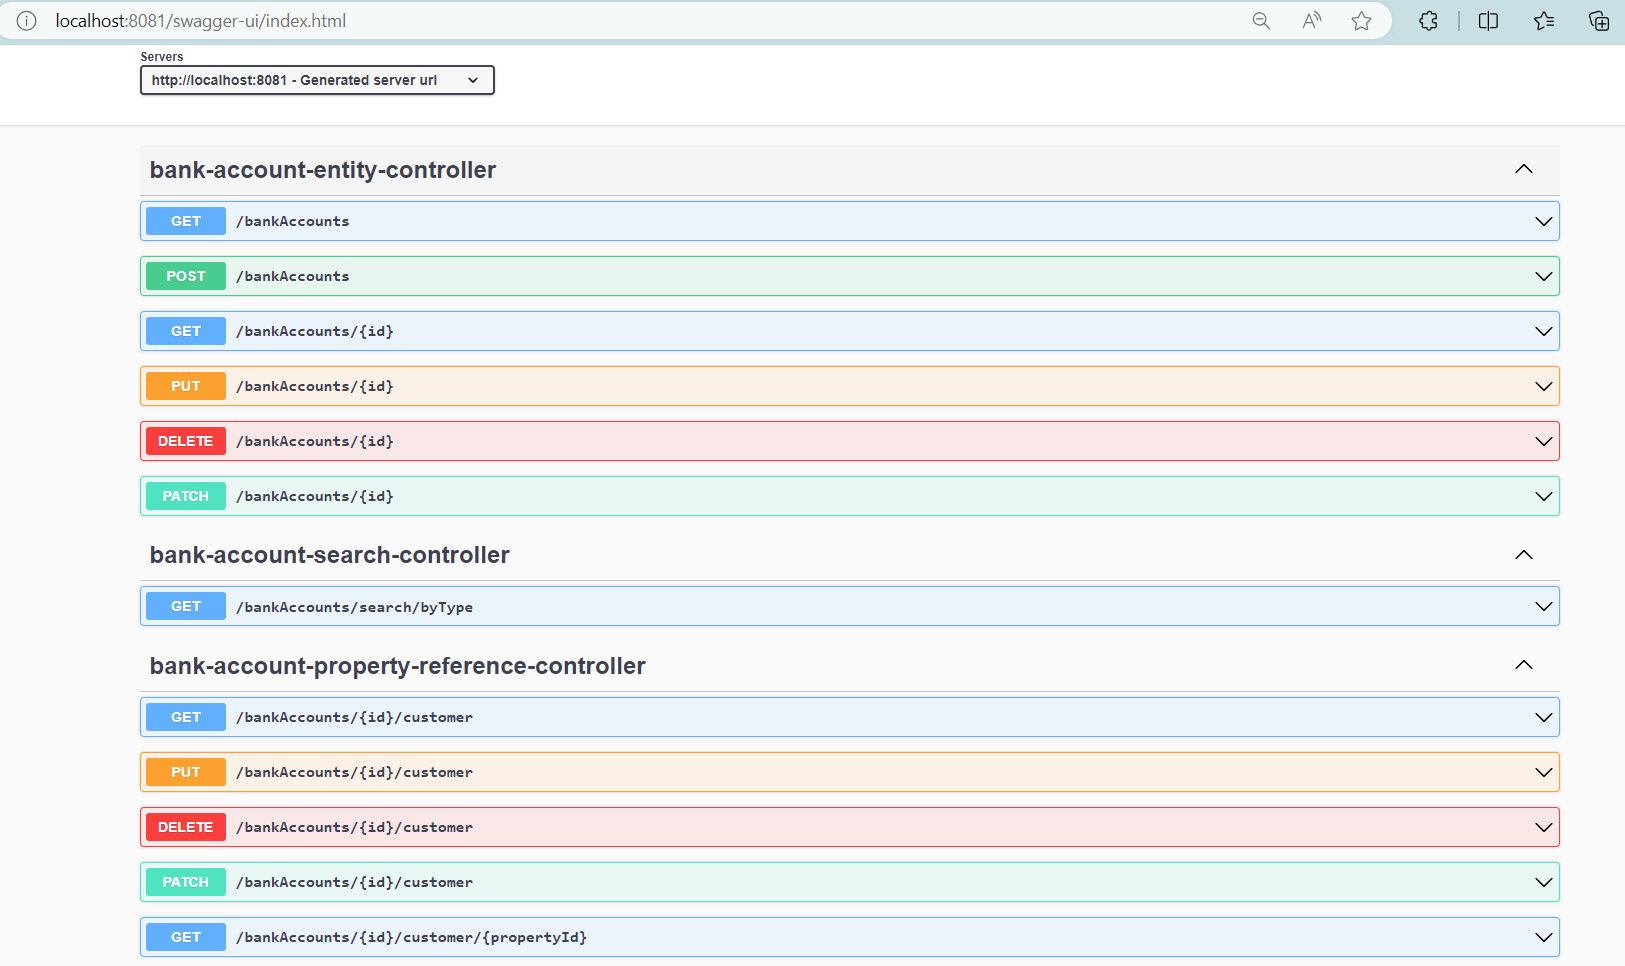 localhost:8081/swagger-ui/index.html
Servers
http://localhost:8081 - Generated server url
bank-account-entity-controller
GET /bankAccounts
POST /bankAccounts
GET /bankAccounts/{id}
PUT /bankAccounts/{id}
DELETE /bankAccounts/{id}
PATCH /bankAccounts/{id}
bank-account-search-controller
GET /bankAccounts/search/byType
bank-account-property-reference-controller
GET /bankAccounts/{id}/customer
PUT /bankAccounts/{id}/customer
DELETE /bankAccounts/{id}/customer
PATCH /bankAccounts/{id}/customer
GET /bankAccounts/{id}/customer/{propertyId}